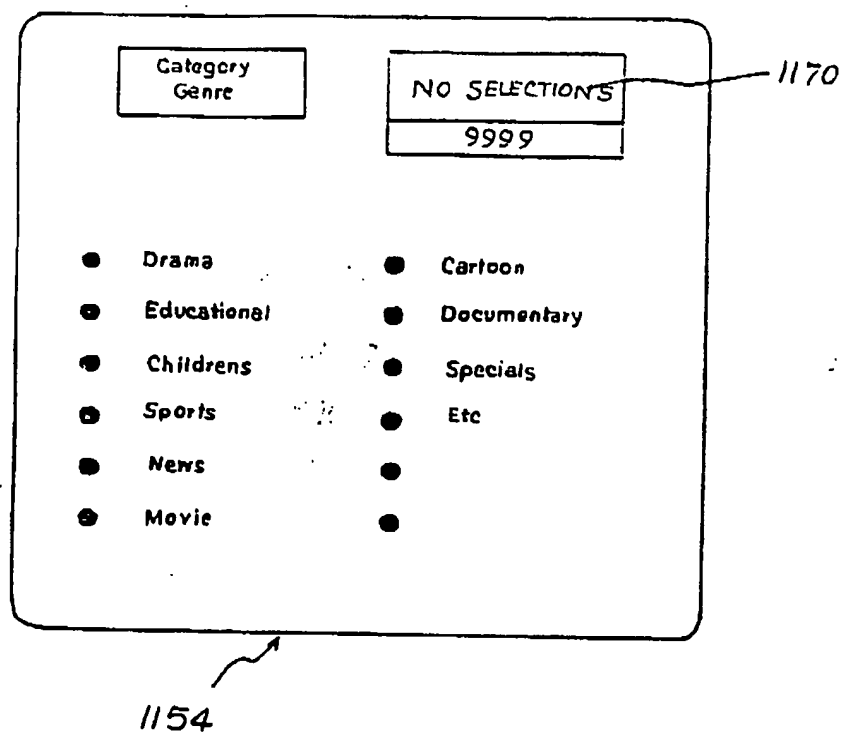 Category
Genre
NO SELECTIONS
1170
9999
Drama
Educational
Childrens
Sports
News
Movie
Cartoon
Documentary
Specials
Etc
1154